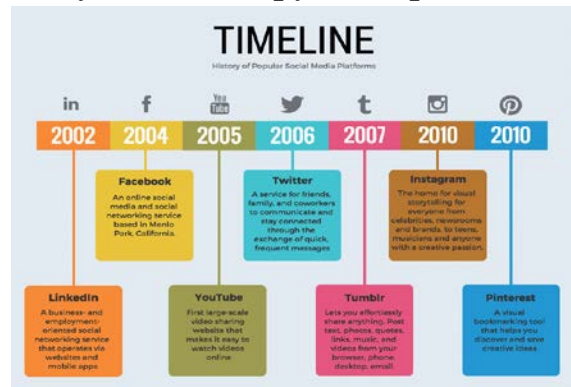 TIMELINE
History of Popular Social Media Platforms
in
f
You
Tube
t
2002
2004
2005
2006
2007
2010
2010
Facebook
An online social
media and social
networking service
based in Menlo
Park, California.
Twitter
A service for friends,
family, and coworkers
to communicate and
stay connected
through the
exchange of quick,
frequent messages
Instagram
The home for visual
storytelling for
everyone from
celebrities, newsrooms
and brands, to teens,
musicians and anyone
with a creative passion.
LinkedIn
A business- and
employment-
oriented social
networking service
that operates via
websites and
mobile apps
YouTube
First large-scale
video sharing
website that
makes it easy to
watch videos
online
Tumblr
Lets you effortlessly
share anything. Post
text, photos, quotes,
links, music, and
videos from your
browser, phone,
desktop, email.
Pinterest
A visual
bookmarking tool
that helps you
discover and save
creative ideas